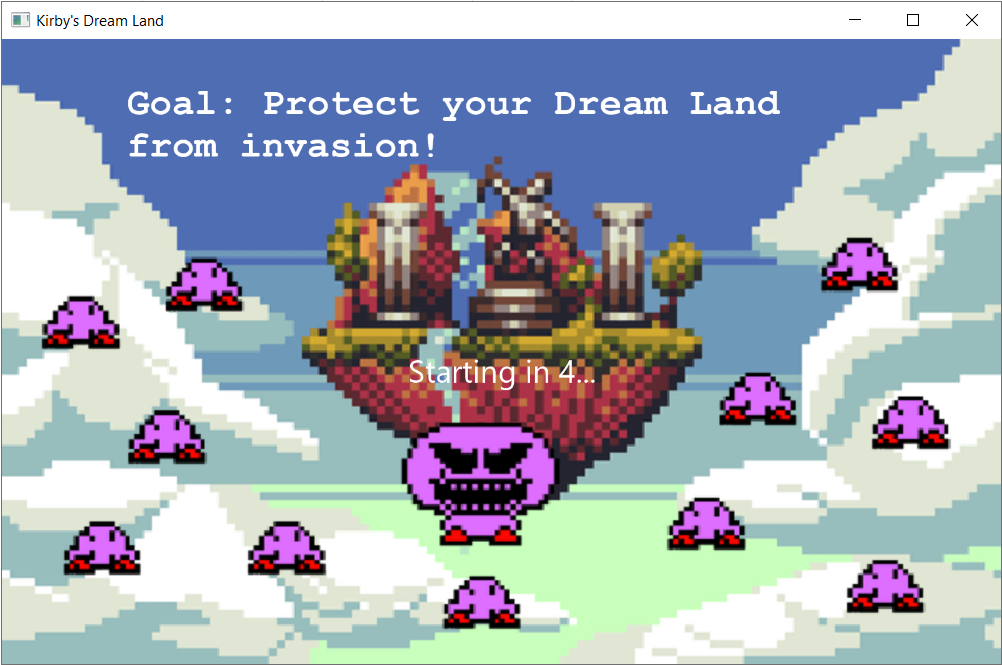 Kirby's Dream Land
Goal: Protect your Dream Land
from invasion!
Starting in 4...